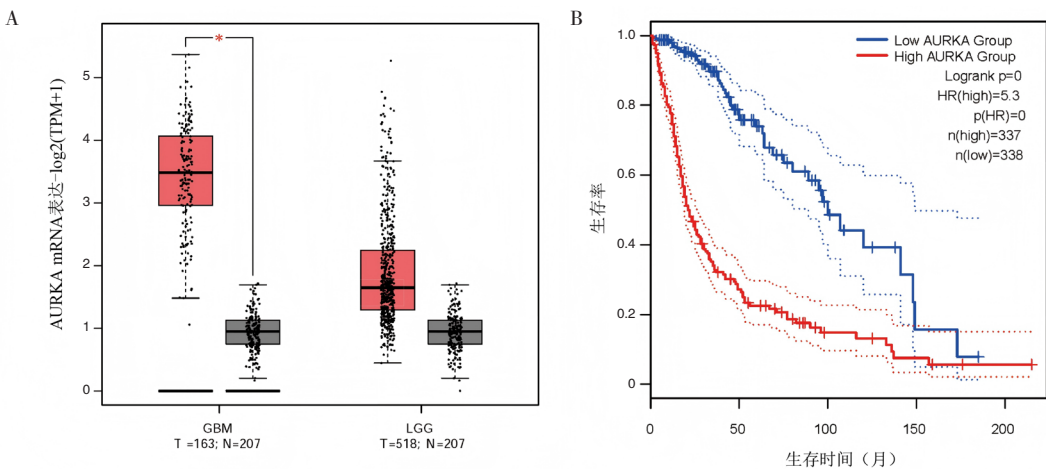 A
AURKA mRNA表达-log2(TPM+1)
5
4
3
2
1
0
*
GBM
T =163; N=207
LGG
T=518; N=207
B
生存率
1.0
0.8
0.6
0.4
0.2
0
Low AURKA Group
High AURKA Group
Logrank p=0
HR(high)=5.3
p(HR)=0
n(high)=337
n(low)=338
0 50 100 150 200
生存时间（月）